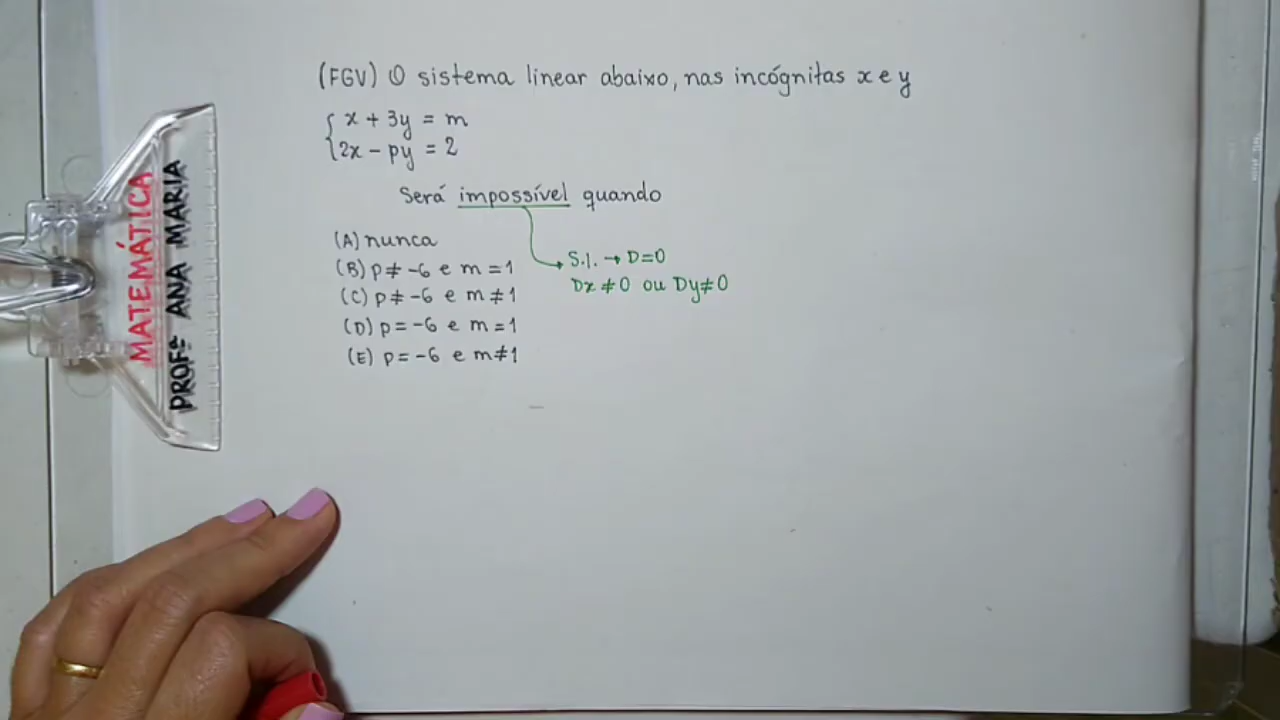 (FGV) O sistema linear abaixo, nas incógnitas x e y
x + 3y = m
2x - py = 2
Será impossível quando
(A) nunca
(B) p ≠ -6 e m = 1
(C) p ≠ -6 e m ≠ 1
(D) p = -6 e m = 1
(E) p = -6 e m ≠ 1
S.I. → D=0
Dx ≠ 0 ou Dy ≠ 0
MATEMÁTICA
PROFª ANA MARIA